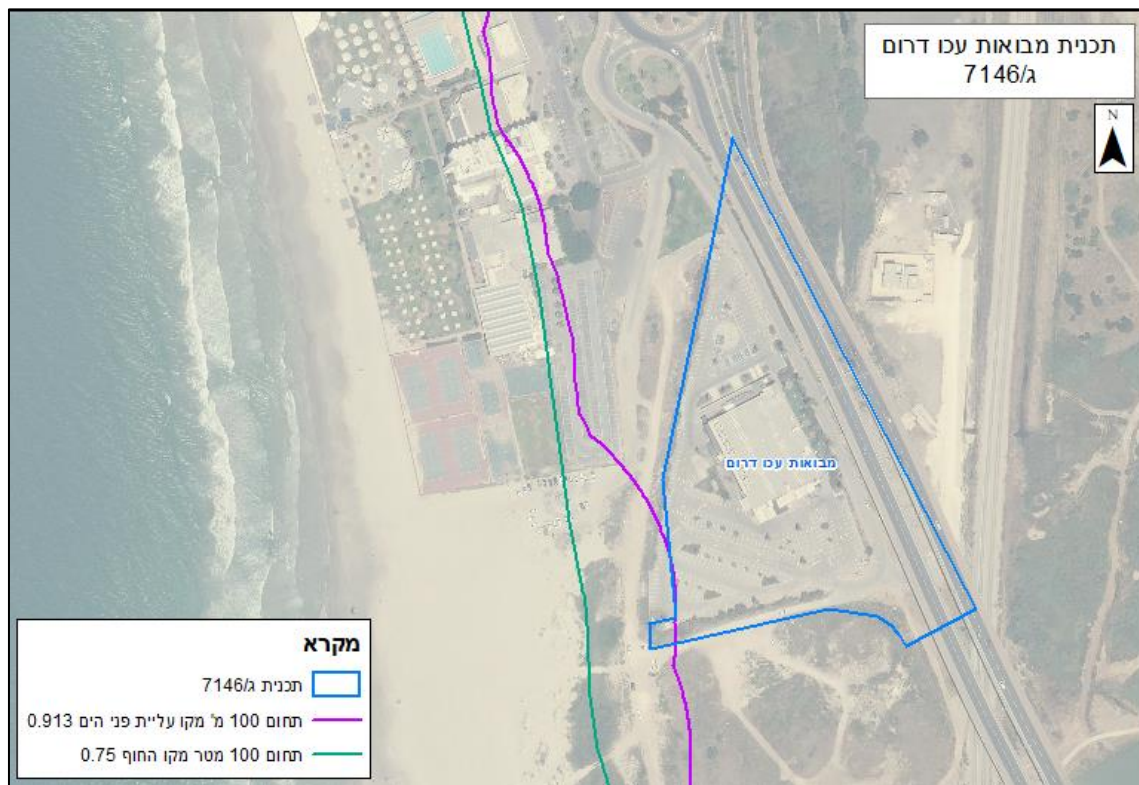 תכנית מבואות עכו דרום
ג/7146
N
מבואות עכו דרום
מקרא
תכנית ג/7146
תחום 100 מ' מקו עליית פני הים 0.913
תחום 100 מטר מקו החוף 0.75